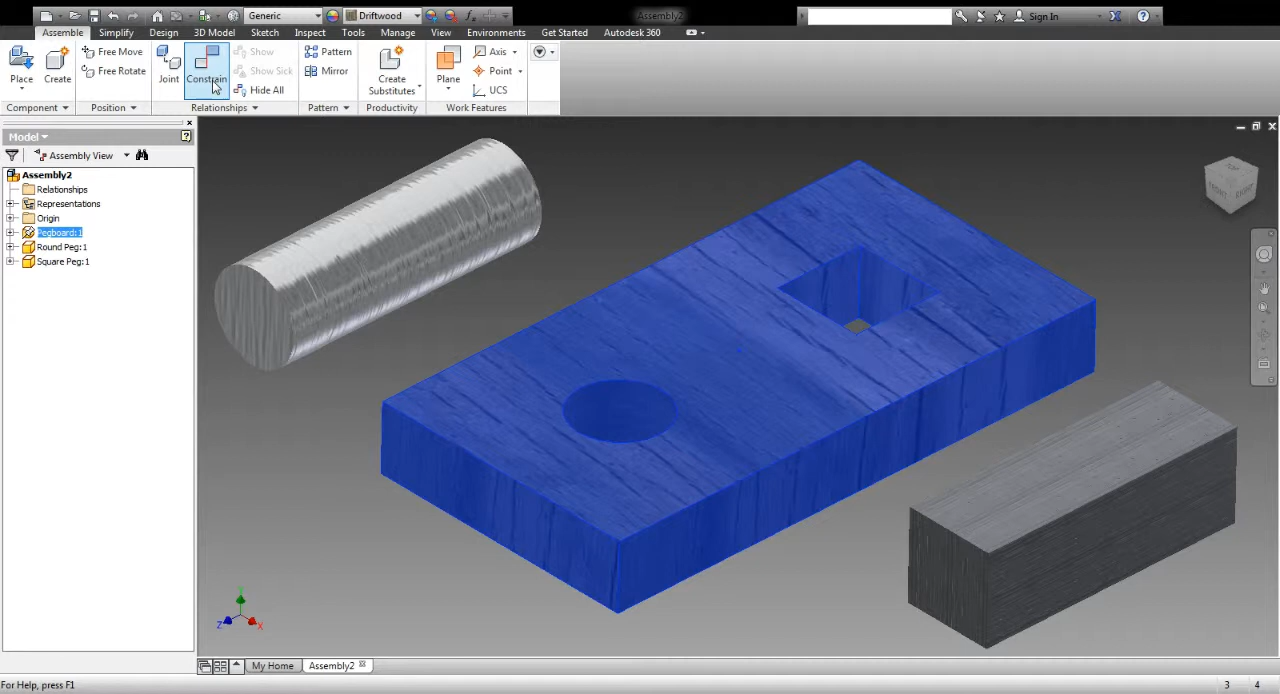 Generic
Driftwood
Assembly2
Sign In
Assemble Simplify Design 3D Model Sketch Inspect Tools Manage View Environments Get Started Autodesk 360
Place
Create
Free Move
Free Rotate
Joint
Constrain
Show
Show Sick
Hide All
Pattern
Mirror
Create
Substitutes
Plane
Axis
Point
UCS
Component Position Relationships Pattern Productivity Work Features
Model
Assembly View
Assembly2
Relationships
Representations
Origin
Pegboard:1
Round Peg:1
Square Peg:1
TOP
FRONT
RIGHT
Z
X
My Home Assembly2
For Help, press F1
3 4